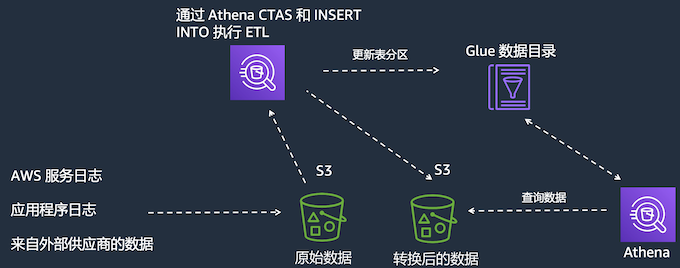 通过 Athena CTAS 和 INSERT
INTO 执行 ETL
更新表分区
Glue 数据目录
S3
S3
AWS 服务日志
应用程序日志
来自外部供应商的数据
查询数据
原始数据
转换后的数据
Athena